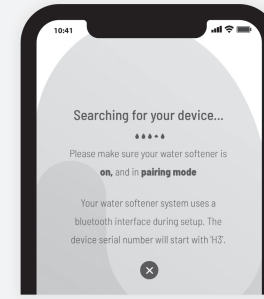 10:41
Searching for your device...
Please make sure your water softener is
on, and in pairing mode
Your water softener system uses a
bluetooth interface during setup. The
device serial number will start with 'H3'.